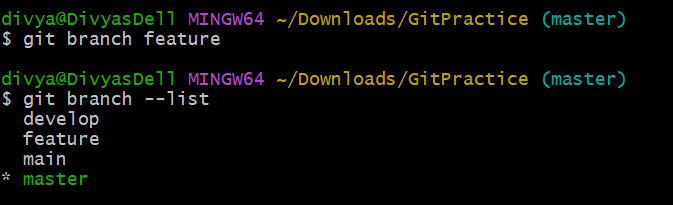 divya@DivyasDell MINGW64 ~/Downloads/GitPractice (master)
$ git branch feature
divya@DivyasDell MINGW64 ~/Downloads/GitPractice (master)
$ git branch --list
develop
feature
main
* master